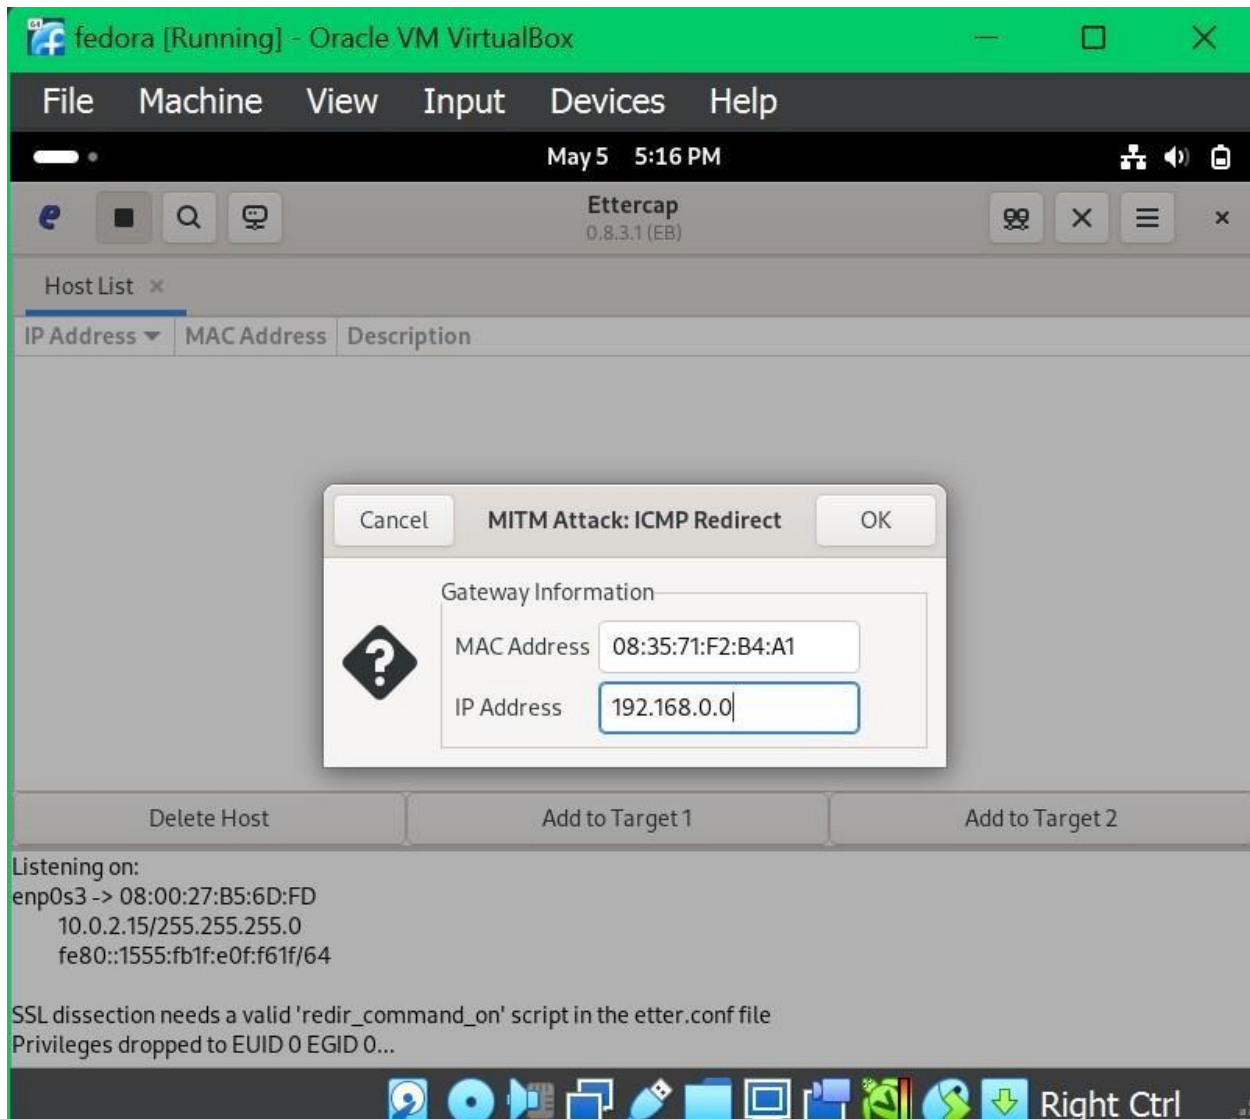 fedora [Running] - Oracle VM VirtualBox
File Machine View Input Devices Help
May 5 5:16 PM
Ettercap
0.8.3.1 (EB)
Host List
IP Address MAC Address Description
Cancel MITM Attack: ICMP Redirect OK
Gateway Information
MAC Address 08:35:71:F2:B4:A1
IP Address 192.168.0.0
Delete Host Add to Target 1 Add to Target 2
Listening on:
enp0s3 -> 08:00:27:B5:6D:FD
10.0.2.15/255.255.255.0
fe80::1555:fb1f:e0f:f61f/64
SSL dissection needs a valid 'redir_command_on' script in the etter.conf file
Privileges dropped to EUID 0 EGID 0...
Right Ctrl